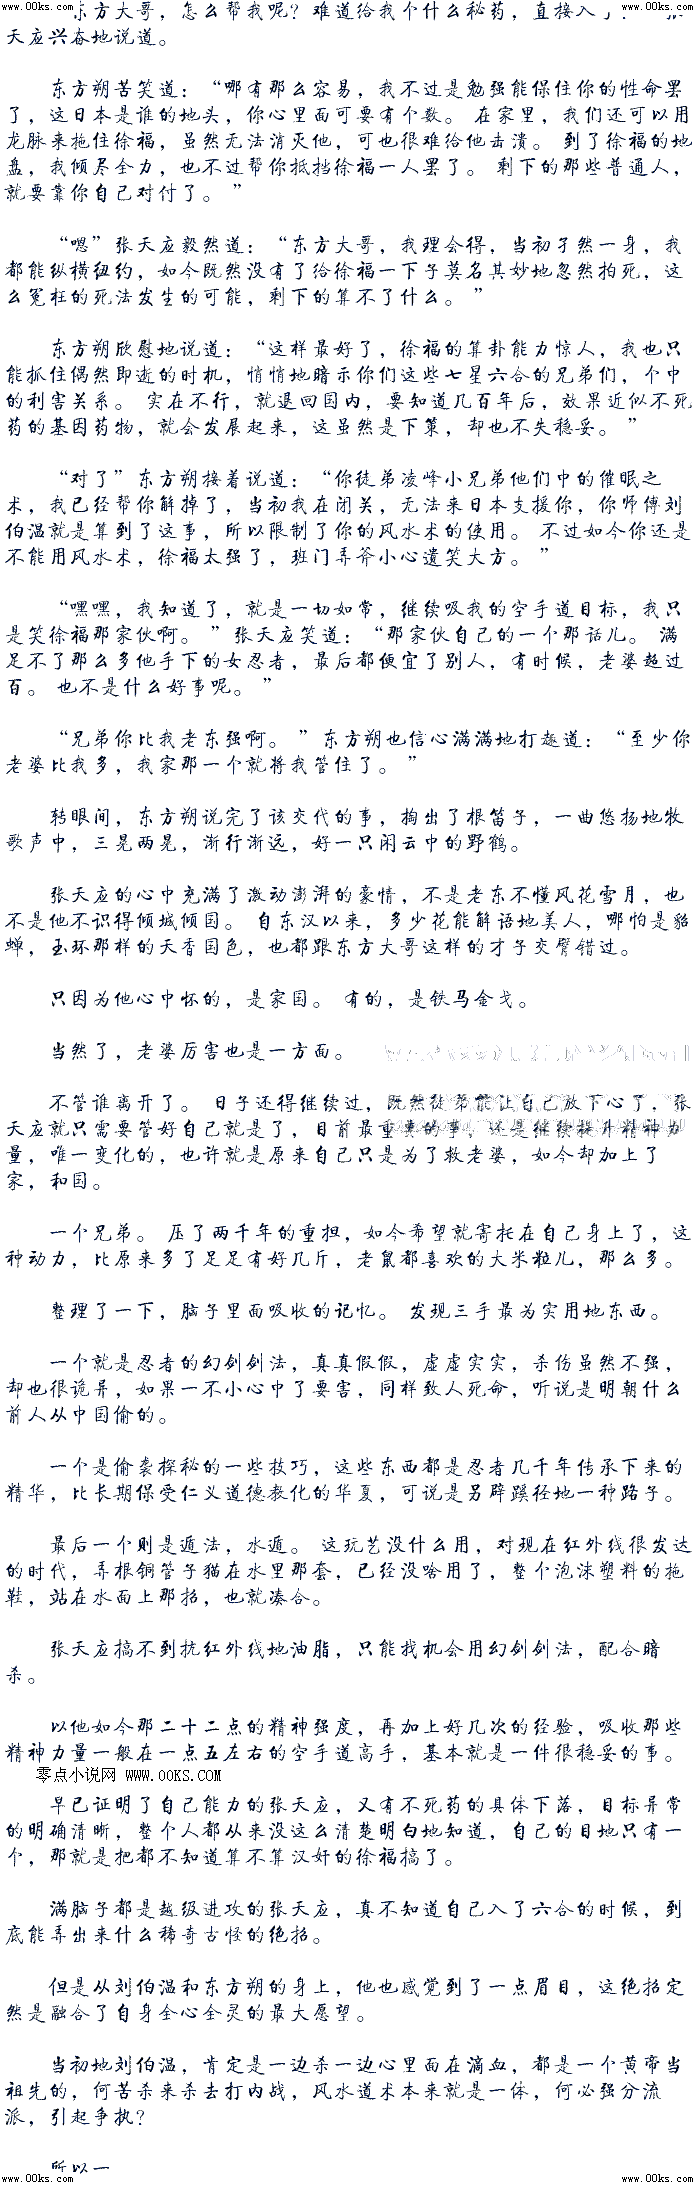 www.00ks.com www.00ks.com
东方大哥，怎么帮我呢？难道给我个什么秘药，直接入
天应兴奋地说道。
东方朔苦笑道：“哪有那么容易，我不过是勉强能保住你的性命罢
了，这日本是谁的地头，你心里面可要有个数。 在家里，我们还可以用
龙脉来拖住徐福，虽然无法消灭他，可也很难给他击溃。 到了徐福的地
盘，我倾尽全力，也不过帮你抵挡徐福一人罢了。 剩下的那些普通人，
就要靠你自己对付了。”
“嗯”张天应毅然道：“东方大哥，我理会得，当初孑然一身，我
都能纵横纽约，如今既然没有了给徐福一下子莫名其妙地忽然拍死，这
么冤枉的死法发生的可能，剩下的算不了什么。”
东方朔欣慰地说道：“这样最好了，徐福的算卦能力惊人，我也只
能抓住偶然即逝的时机，悄悄地暗示你们这些七星六合的兄弟们，个中
的利害关系。 实在不行，就退回国内，要知道几百年后，效果近似不死
药的基因药物，就会发展起来，这虽然是下策，却也不失稳妥。”
“对了”东方朔接着说道：“你徒弟凌峰小兄弟他们中的催眠之
术，我已经帮你解掉了，当初我在闭关，无法来日本支援你，你师傅刘
伯温就是算到了这事，所以限制了你的风水术的使用。 不过如今你还是
不能用风水术，徐福太强了，班门弄斧小心遗笑大方。”
“嘿嘿，我知道了，就是一切如常，继续吸我的空手道目标，我只
是笑徐福那家伙啊。”张天应笑道：“那家伙自己的一个那话儿。 满
足不了那么多他手下的女忍者，最后都便宜了别人，有时候，老婆超过
百。 也不是什么好事呢。”
“兄弟你比我老东强啊。”东方朔也信心满满地打趣道：“至少你
老婆比我多，我家那一个就将我管住了。”
转眼间，东方朔说完了该交代的事，掏出了根笛子，一曲悠扬地牧
歌声中，三晃两晃，渐行渐远，好一只闲云中的野鹤。
张天应的心中充满了激动澎湃的豪情，不是老东不懂风花雪月，也
不是他不识得倾城倾国。 自东汉以来，多少花能解语地美人，哪怕是貂
蝉，玉环那样的天香国色，也都跟东方大哥这样的才子交臂错过。
只因为他心中怀的，是家国。 有的，是铁马金戈。
当然了，老婆厉害也是一方面。
不管谁离开了。 日子还得继续过，既然徒弟能让自己放下心了，张
天应就只需要管好自己就是了，目前最重要的事，还是继续提升精神力
量，唯一变化的，也许就是原来自己只是为了救老婆，如今却加上了
家，和国。
一个兄弟。 压了两千年的重担，如今希望就寄托在自己身上了，这
种动力，比原来多了足足有好几斤，老鼠都喜欢的大米粒儿，那么多。
整理了一下，脑子里面吸收的记忆。 发现三手最为实用地东西。
一个就是忍者的幻剑剑法，真真假假，虚虚实实，杀伤虽然不强，
却也很诡异，如果一不小心中了要害，同样致人死命，听说是明朝什么
前人从中国偷的。
一个是偷袭探秘的一些技巧，这些东西都是忍者几千年传承下来的
精华，比长期保受仁义道德教化的华夏，可说是另辟蹊径地一种路子。
最后一个则是遁法，水遁。 这玩艺没什么用，对现在红外线很发达
的时代，弄根铜管子猫在水里那套，已经没啥用了，整个泡沫塑料的拖
鞋，站在水面上那招，也就凑合。
张天应搞不到抗红外线地油脂，只能找机会用幻剑剑法，配合暗
杀。
以他如今那二十二点的精神强度，再加上好几次的经验，吸收那些
精神力量一般在一点五左右的空手道高手，基本就是一件很稳妥的事。
零点小说网 www.00KS.COM
早已证明了自己能力的张天应，又有不死药的具体下落，目标异常
的明确清晰，整个人都从来没这么清楚明白地知道，自己的目地只有一
个，那就是把都不知道算不算汉奸的徐福搞了。
满脑子都是越级进攻的张天应，真不知道自己入了六合的时候，到
底能弄出来什么稀奇古怪的绝招。
但是从刘伯温和东方朔的身上，他也感觉到了一点眉目，这绝招定
然是融合了自身全心全灵的最大愿望。
当初地刘伯温，肯定是一边杀一边心里面在滴血，都是一个黄帝当
祖先的，何苦杀来杀去打内战，风水道术本来就是一体，何必强分流
派，引起争执？
所以一
www.00ks.com www.00ks.com